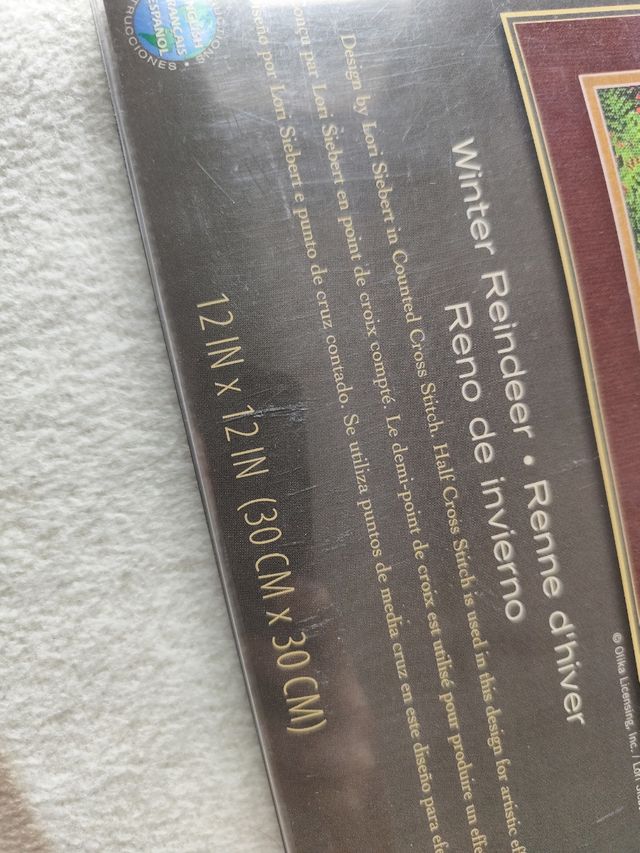 Winter Reindeer • Renne d'hiver
Reno de invierno
Design by Lori Siebert in Counted Cross Stitch. Half Cross Stitch is used in this design for artistic
Lori Siebert en point de croix compté. Le demi-point de croix est utilisé pour produire un
por Lori Siebert e punto de cruz contado. Se utiliza puntos de media cruz en este diseño para
12 IN X 12 IN (30 CM X 30 CM)
© Olika Licensing, Inc. /
ENGLISH
FRANÇAIS
ESPAÑOL